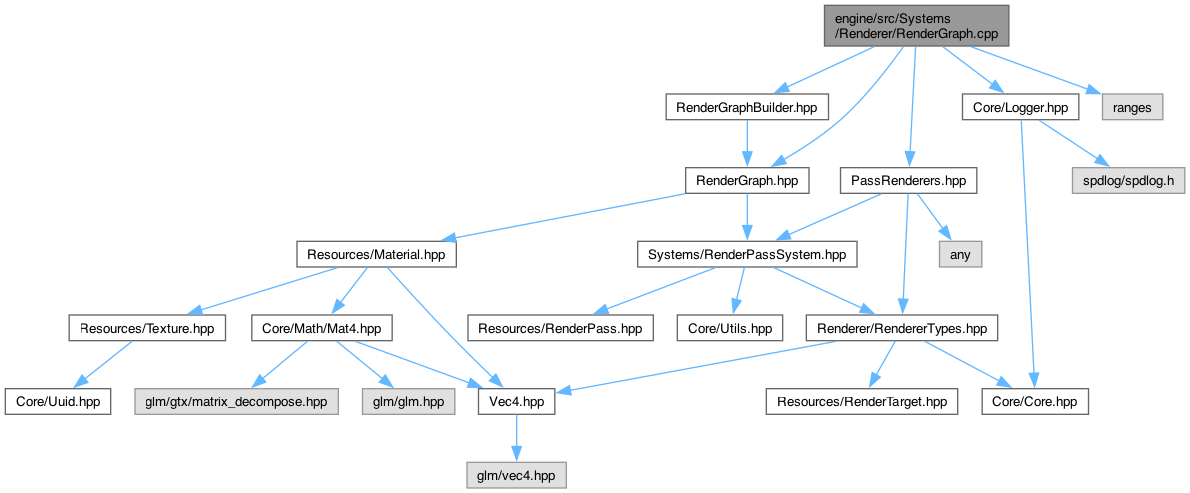 engine/src/Systems
/Renderer/RenderGraph.cpp
RenderGraphBuilder.hpp
Core/Logger.hpp
ranges
RenderGraph.hpp
PassRenderers.hpp
spdlog/spdlog.h
Resources/Material.hpp
Systems/RenderPassSystem.hpp
any
Resources/Texture.hpp
Core/Math/Mat4.hpp
Resources/RenderPass.hpp
Core/Utils.hpp
Renderer/RendererTypes.hpp
Core/Uuid.hpp
glm/gtx/matrix_decompose.hpp
glm/glm.hpp
Vec4.hpp
Resources/RenderTarget.hpp
Core/Core.hpp
glm/vec4.hpp